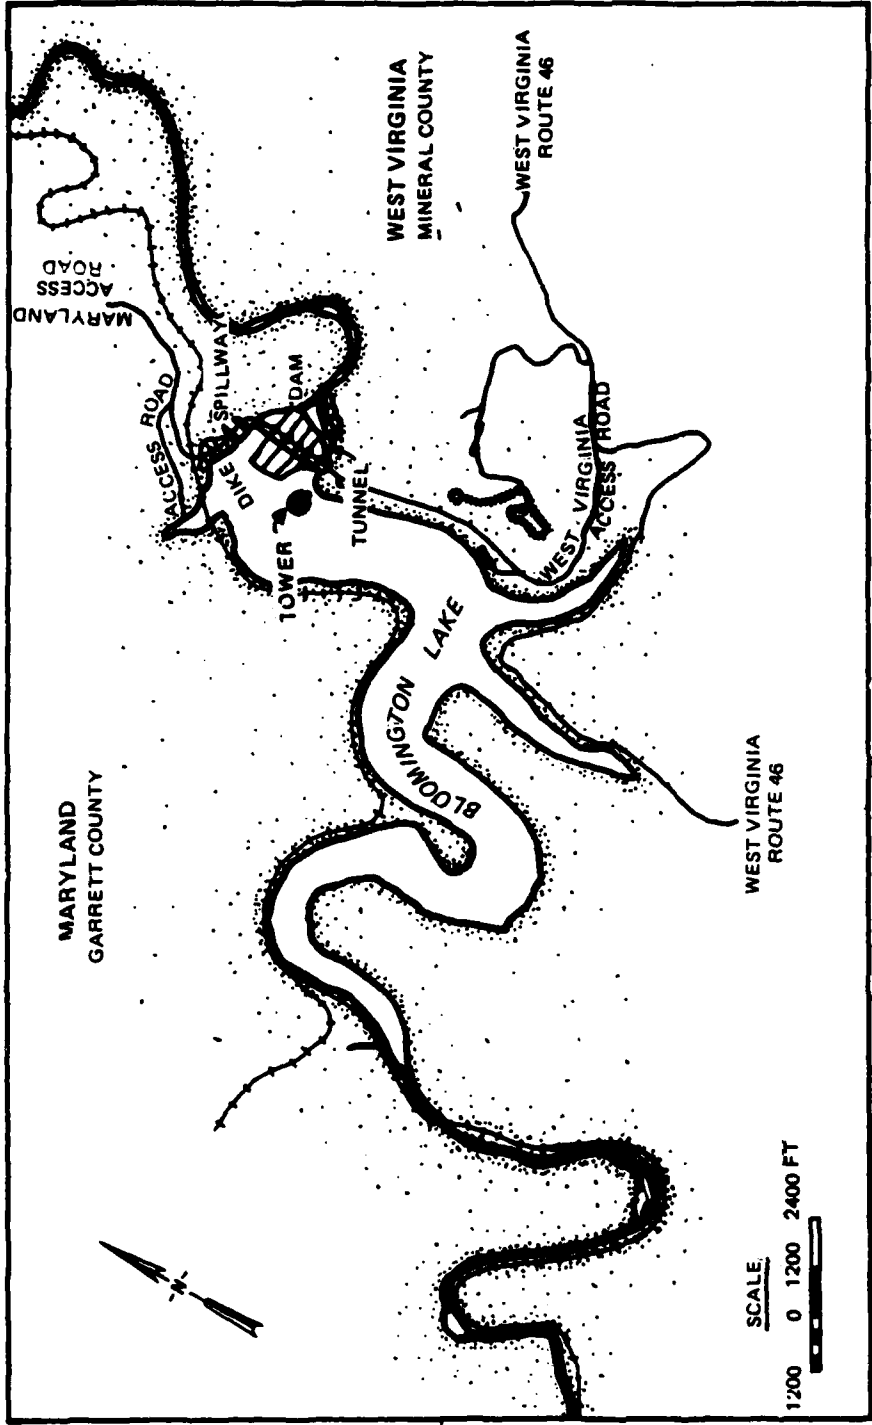 MARYLAND
GARRETT COUNTY
WEST VIRGINIA
MINERAL COUNTY
WEST VIRGINIA
ROUTE 46
MARYLAND
ACCESS
ROAD
ACCESS ROAD
SPILLWAY
DIKE
DAM
TOWER
TUNNEL
BLOOMINGTON LAKE
WEST VIRGINIA
ACCESS ROAD
WEST VIRGINIA
ROUTE 46
-N-
SCALE
1200 0 1200 2400 FT